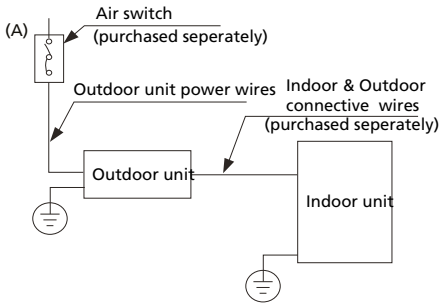 (A)
Air switch
(purchased seperately)
Outdoor unit power wires
Indoor & Outdoor
connective wires
(purchased seperately)
Outdoor unit
Indoor unit